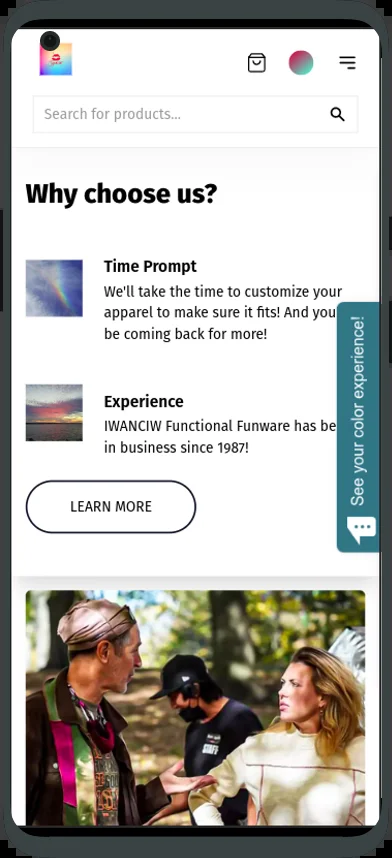 Search for products...
Why choose us?
Time Prompt
We'll take the time to customize your
apparel to make sure it fits! And you
be coming back for more!
Experience
IWANCIW Functional Funware has be
in business since 1987!
LEARN MORE
See your color experience!
STAFF